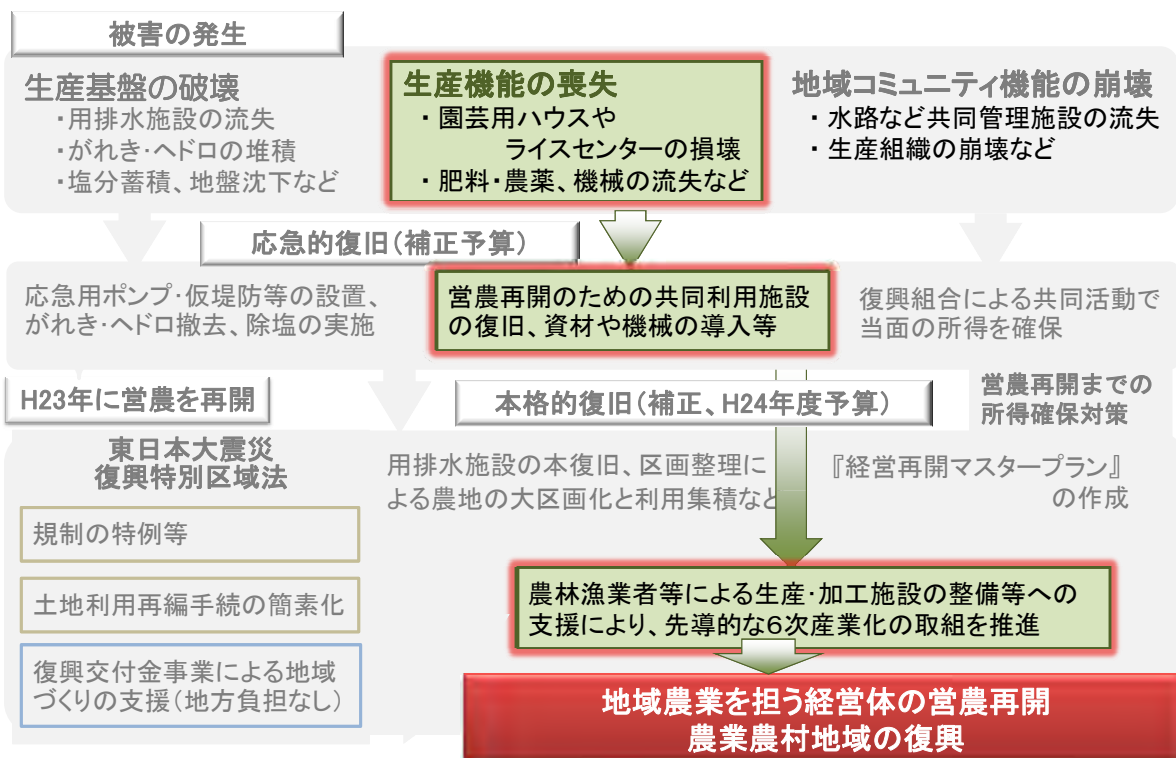 被害の発生
生産基盤の破壊
・用排水施設の流失
・がれき・ヘドロの堆積
・塩分蓄積、地盤沈下など
生産機能の喪失
・園芸用ハウスや
ライスセンターの損壊
・肥料・農薬、機械の流失など
地域コミュニティ機能の崩壊
・水路など共同管理施設の流失
・生産組織の崩壊など
応急的復旧(補正予算)
応急用ポンプ・仮堤防等の設置、
がれき・ヘドロ撤去、除塩の実施
営農再開のための共同利用施設
の復旧、資材や機械の導入等
復興組合による共同活動で
当面の所得を確保
H23年に営農を再開
本格的復旧(補正、H24年度予算)
営農再開までの
所得確保対策
東日本大震災
復興特別区域法
規制の特例等
土地利用再編手続の簡素化
復興交付金事業による地域
づくりの支援(地方負担なし)
用排水施設の本復旧、区画整理に
よる農地の大区画化と利用集積など
『経営再開マスタープラン』
の作成
農林漁業者等による生産・加工施設の整備等への
支援により、先導的な6次産業化の取組を推進
地域農業を担う経営体の営農再開
農業農村地域の復興